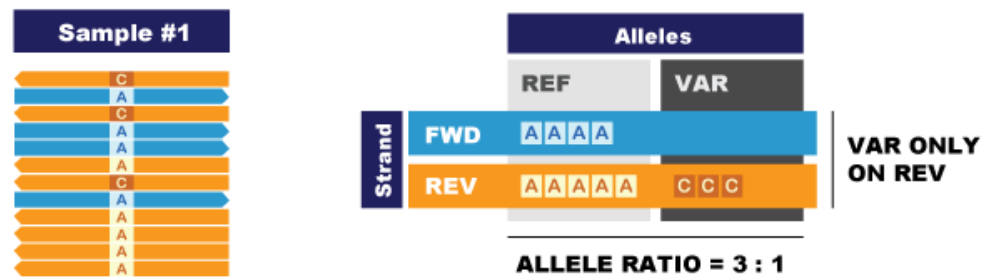 Sample #1
C
A
C
A
A
A
C
A
A
A
A
A
Alleles
REF VAR
Strand
FWD A A A A
REV A A A A A C C C
VAR ONLY
ON REV
ALLELE RATIO = 3 : 1